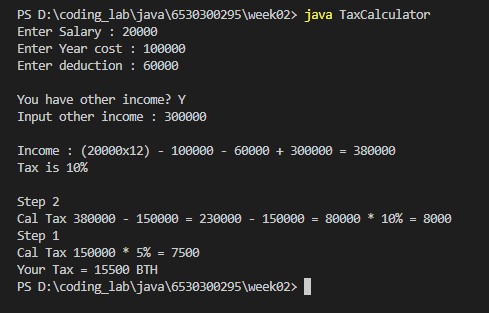 PS D:\coding_lab\java\6530300295\week02> java TaxCalculator
Enter Salary : 20000
Enter Year cost : 100000
Enter deduction : 60000
You have other income? Y
Input other income : 300000
Income : (20000x12) - 100000 - 60000 + 300000 = 380000
Tax is 10%
Step 2
Cal Tax 380000 - 150000 = 230000 - 150000 = 80000 * 10% = 8000
Step 1
Cal Tax 150000 * 5% = 7500
Your Tax = 15500 BTH
PS D:\coding_lab\java\6530300295\week02>